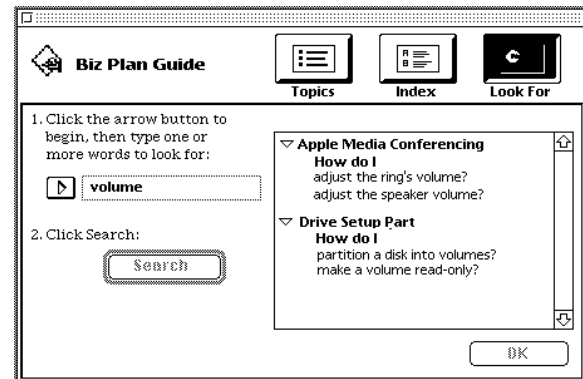 Biz Plan Guide
Topics
Index
Look For
1. Click the arrow button to
begin, then type one or
more words to look for:
volume
2. Click Search:
Search
Apple Media Conferencing
How do I
adjust the ring's volume?
adjust the speaker volume?
Drive Setup Part
How do I
partition a disk into volumes?
make a volume read-only?
OK